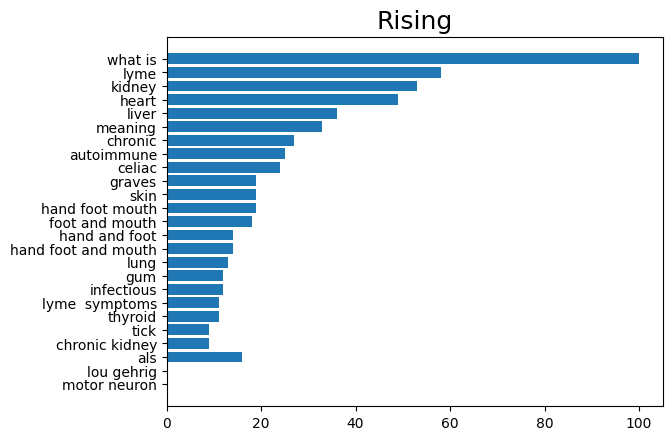 Rising
what is
lyme
kidney
heart
liver
meaning
chronic
autoimmune
celiac
graves
skin
hand foot mouth
foot and mouth
hand and foot
hand foot and mouth
lung
gum
infectious
lyme  symptoms
thyroid
tick
chronic kidney
als
lou gehrig
motor neuron
0 20 40 60 80 100